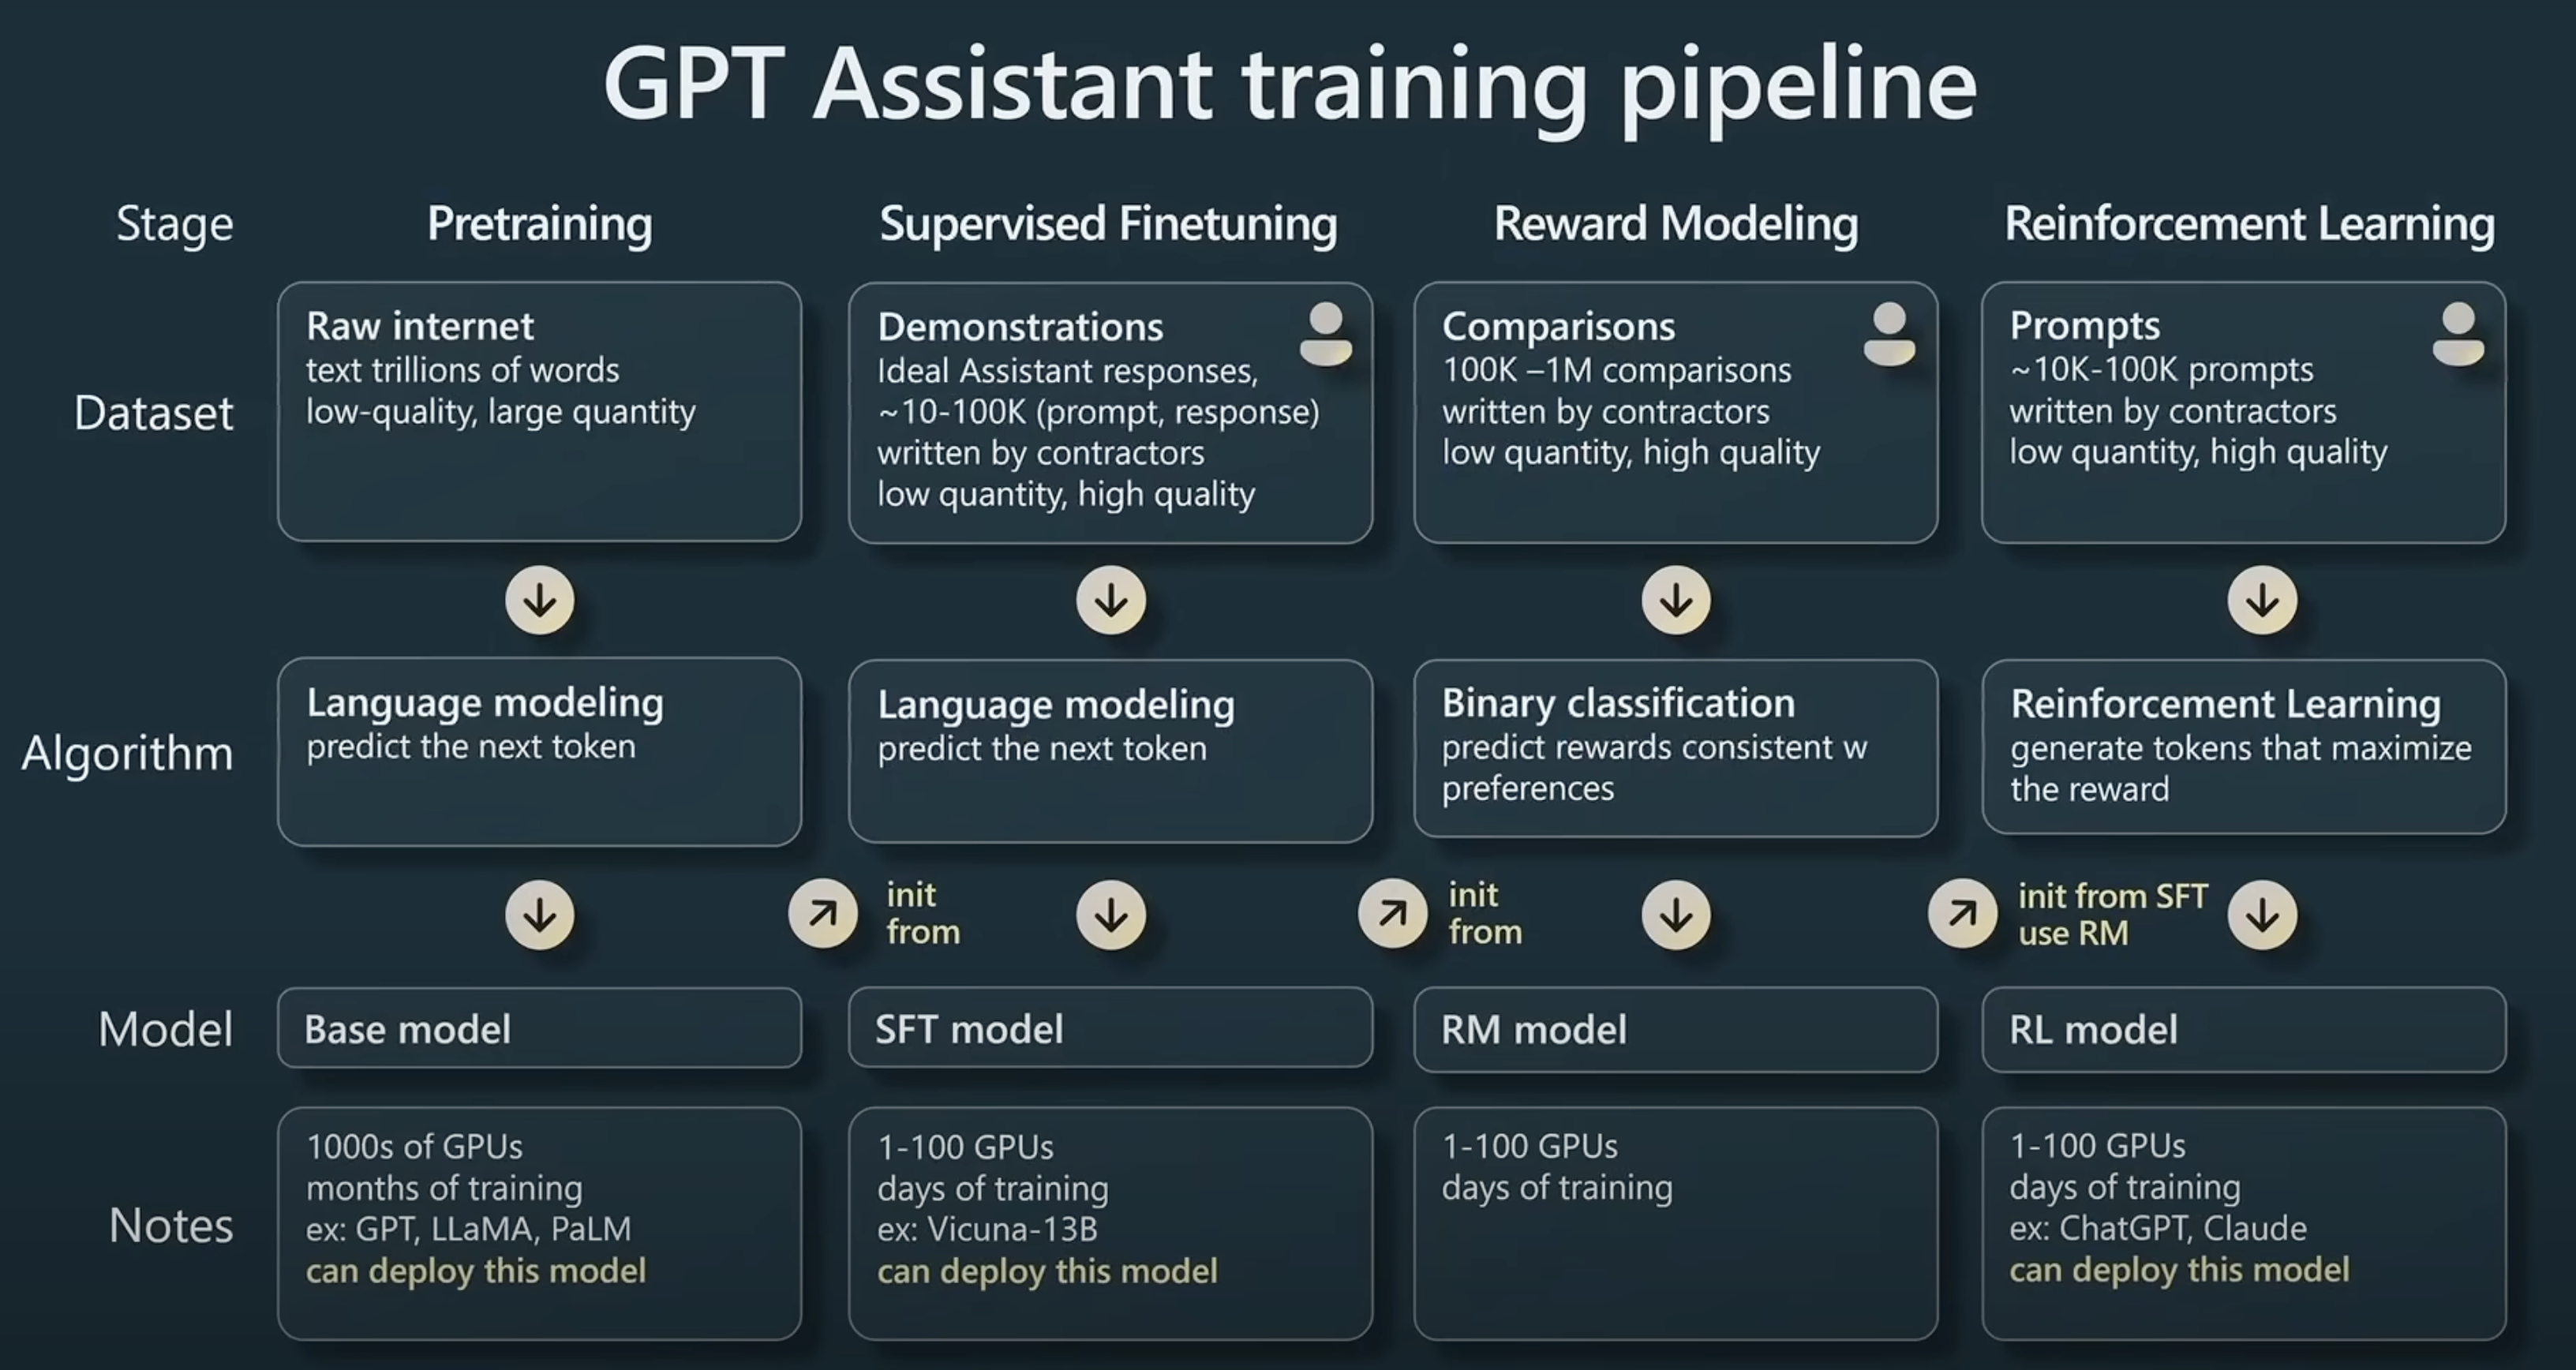 GPT Assistant training pipeline
Stage
Pretraining
Supervised Finetuning
Reward Modeling
Reinforcement Learning
Dataset
Raw internet
text trillions of words
low-quality, large quantity
Demonstrations
Ideal Assistant responses,
~10-100K (prompt, response)
written by contractors
low quantity, high quality
Comparisons
100K –1M comparisons
written by contractors
low quantity, high quality
Prompts
~10K-100K prompts
written by contractors
low quantity, high quality
Algorithm
Language modeling
predict the next token
Language modeling
predict the next token
Binary classification
predict rewards consistent w
preferences
Reinforcement Learning
generate tokens that maximize
the reward
init
from
init
from
init from SFT
use RM
Model
Base model
SFT model
RM model
RL model
Notes
1000s of GPUs
months of training
ex: GPT, LLaMA, PaLM
can deploy this model
1-100 GPUs
days of training
ex: Vicuna-13B
can deploy this model
1-100 GPUs
days of training
1-100 GPUs
days of training
ex: ChatGPT, Claude
can deploy this model